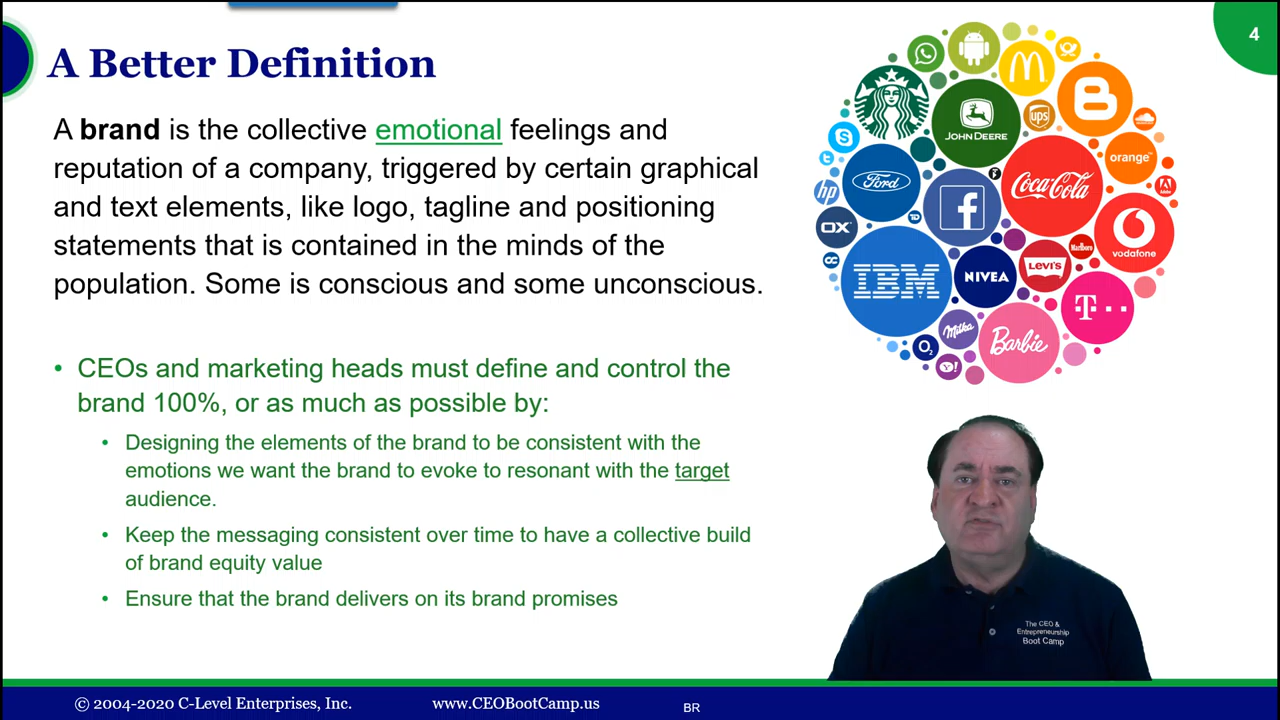 4
A Better Definition
A brand is the collective emotional feelings and
reputation of a company, triggered by certain graphical
and text elements, like logo, tagline and positioning
statements that is contained in the minds of the
population. Some is conscious and some unconscious.
• CEOs and marketing heads must define and control the
brand 100%, or as much as possible by:
• Designing the elements of the brand to be consistent with the
emotions we want the brand to evoke to resonant with the target
audience.
• Keep the messaging consistent over time to have a collective build
of brand equity value
• Ensure that the brand delivers on its brand promises
JOHN DEERE
ups
orange™
hp
Ford
Coca-Cola
Adobe
OX
f
vodafone
IBM
NIVEA
LEVI'S
Marlboro
T
Milka
O2
Barbie
Y!
The CEO &
Entrepreneurship
Boot Camp
© 2004-2020 C-Level Enterprises, Inc.
www.CEOBootCamp.us
BR